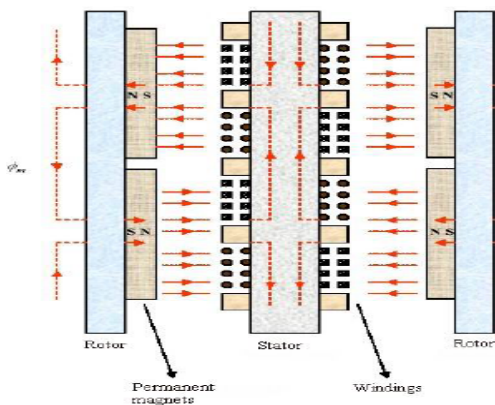 N S
S N
ϕm
S N
N S
Rotor
Stator
Rotor
Permanent
magnets
Windings